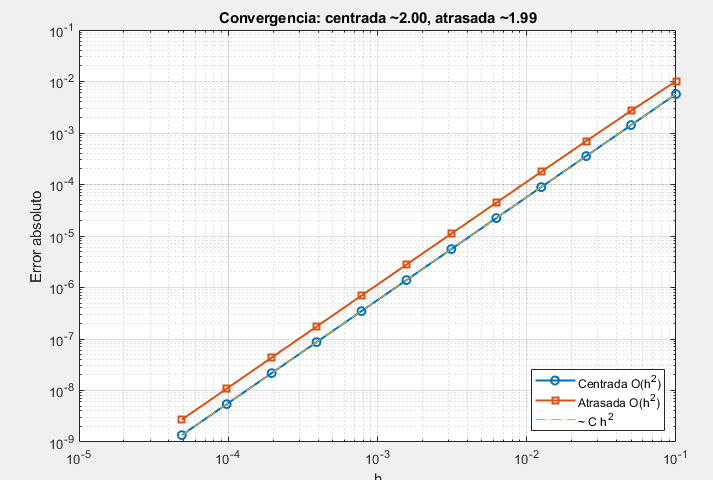 Convergencia: centrada ~2.00, atrasada ~1.99
10^-1
10^-2
10^-3
10^-4
10^-5
10^-6
10^-7
10^-8
10^-9
Error absoluto
Centrada O(h^2)
Atrasada O(h^2)
~ C h^2
10^-5
10^-4
10^-3
10^-2
10^-1
h